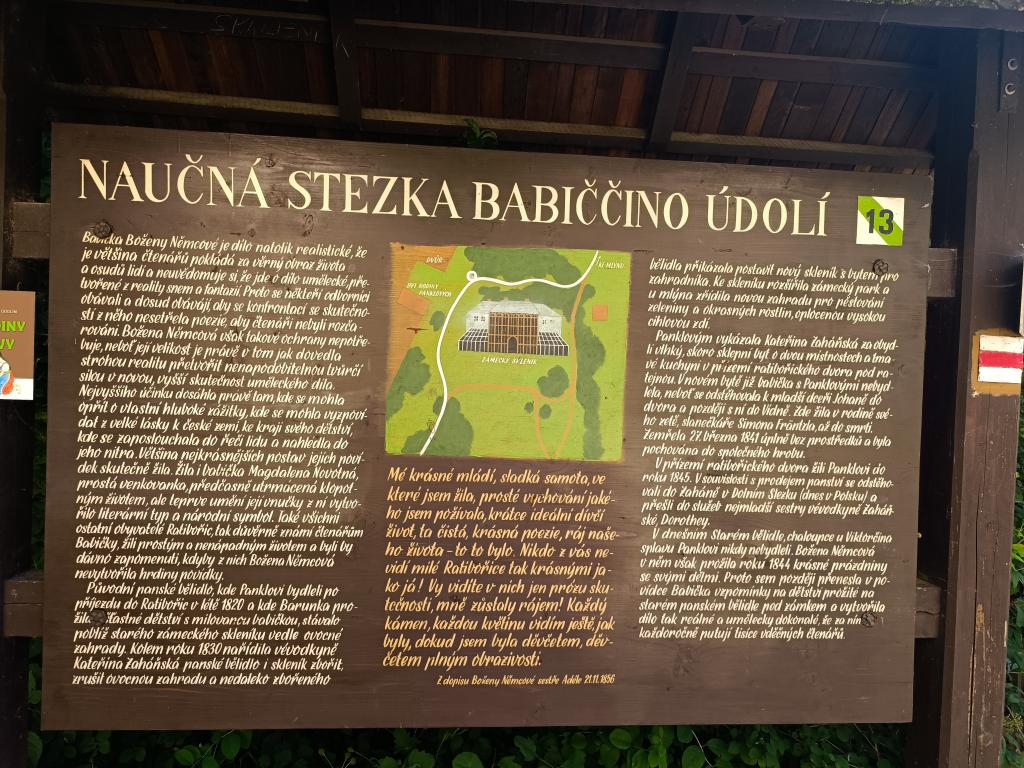 NAUČNÁ STEZKA BABIČČINO ÚDOLÍ
13
Babička Boženy Němcové je dílo natolik realistické, že
je většina čtenářů pokládá za věrný obraz života
a osudů lidí a neuvědomuje si že jde o dílo umělecké, pře-
tvořené z reality snem a fantazií. Proto se někteří odborníci
obávali a dosud obávají, aby se konfrontací se skutečno-
stí z něho nesetřela poezie, aby čtenáři nebyli rozča-
rováni. Božena Němcová však takové ochrany nepotře-
buje, neboť její velikost je právě v tom jak dovedla
strohou realitu přetvořit nenapodobitelnou tvůrčí
silou v novou, vyšší skutečnost uměleckého díla.
Nejvyššího účinku dosáhla právě tam, kde se mohla
opřít o vlastní hluboké zážitky, kde se mohla vyzpoví-
dat z velké lásky k české zemi, ke kraji svého dětství,
kde se zaposlouchala do řeči lidu a nahlédla do
jeho nitra. Většina nejkrásnějších postav jejích poví-
dek skutečně žila. Žila i babička Magdalena Novotná,
prostá venkovanka, předčasně utrmácená klopot-
ným životem, ale teprve umění její vnučky z ní vytvo-
řilo literární typ a národní symbol. Také všichni
ostatní obyvatelé Ratibořic, tak důvěrně známí čtenářům
Babičky, žili prostým a nenápadným životem a byli by
dávno zapomenuti, kdyby z nich Božena Němcová
nevytvořila hrdiny povídky.
Původní panské bělidlo, kde Panklovi bydleli po
příjezdu do Ratibořic v létě 1820 a kde Barunka pro-
žila šťastné dětství s milovanou babičkou, stávalo
poblíž starého zámeckého skleníku vedle ovocné
zahrady. Kolem roku 1830 nařídila vévodkyně
Kateřina Zaháňská panské bělidlo i skleník zbořit,
zrušit ovocnou zahradu a nedaleko zbořeného
DVŮR
BYT RODINY
PANKLOVÝCH
KE MLÝNU
ZÁMECKÝ SKLENÍK
Mé krásné mládí, sladká samota, ve
které jsem žila, prosté vychování jaké-
ho jsem požívala, krátce ideální dívčí
život, ta čistá, krásná poezie, ráj naše-
ho života - to to bylo. Nikdo z vás ne-
vidí milé Ratibořice tak krásnými ja-
ko já! Vy vidíte v nich jen prózu sku-
tečnosti, mně zůstaly rájem! Každý
kámen, každou květinu vidím ještě, jak
byly, dokud jsem byla děvčetem, děv-
četem plným obrazivosti.
Z dopisu Boženy Němcové sestře Adéle 21.11.1856
bělidla přikázala postavit nový skleník s bytem pro
zahradníka. Ke skleníku rozšířila zámecký park a
u mlýna zřídila novou zahradu pro pěstování
zeleniny a okrasných rostlin, oplocenou vysokou
cihlovou zdí.
Panklovým vykázala Kateřina Zaháňská za obyd-
lí vlhký, skoro sklepní byt o dvou místnostech a tma-
vé kuchyni v přízemí ratibořického dvora pod ra-
tejnou. V novém bytě již babička s Panklovými nebyd-
lela, neboť se odstěhovala k mladší dceři Johaně do
dvora a později s ní do Vídně. Zde žila v rodině své-
ho zetě, slanečkáře Simona Frántzla, až do smrti.
Zemřela 27. března 1841 úplně bez prostředků a byla
pochována do společného hrobu.
V přízemí ratibořického dvora žili Panklovi do
roku 1845. V souvislosti s prodejem panství se odstěho-
vali do Zaháně v Dolním Slezku (dnes v Polsku) a
přešli do služeb nejmladší sestry vévodkyně Zaháň-
ské, Dorothey.
V dnešním Starém bělidle, chaloupce u Viktorčina
splavu Panklovi nikdy nebydleli. Božena Němcová
v něm však prožila roku 1844 krásné prázdniny
se svými dětmi. Proto sem později přenesla v po-
vídce Babička vzpomínky na dětství prožité na
starém panském bělidle pod zámkem a vytvořila
dílo tak reálné a umělecky dokonalé, že za ním
každoročně putují tisíce vděčných čtenářů.